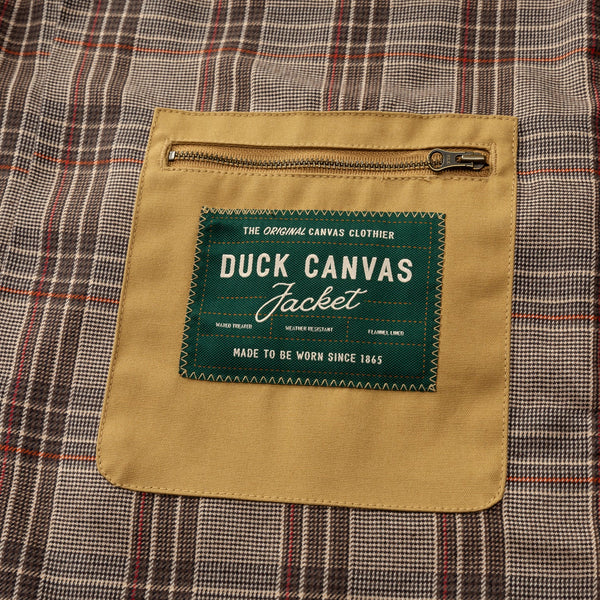 THE ORIGINAL CANVAS CLOTHIER
DUCK CANVAS
Jacket
WAXED TREATED WEATHER RESISTANT FLANNEL LINED
MADE TO BE WORN SINCE 1865